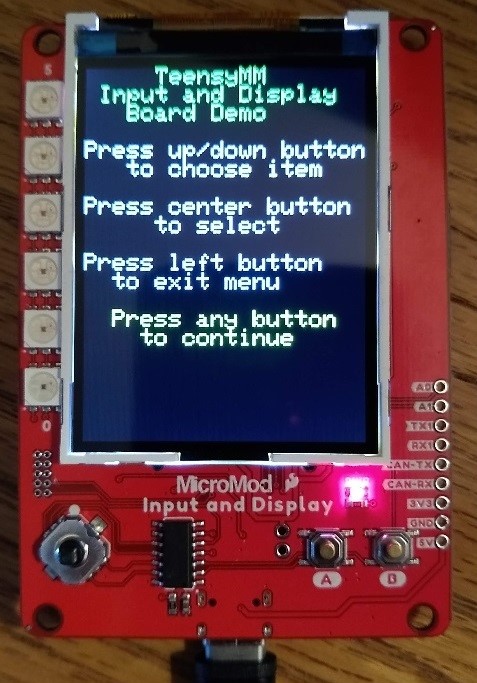 TeensyMM
Input and Display
Board Demo
Press up/down button
to choose item
Press center button
to select
Press left button
to exit menu
Press any button
to continue
5
0
A0
A1
TX1
RX1
CAN-TX
CAN-RX
3V3
GND
5V
MicroMod
Input and Display
A
B